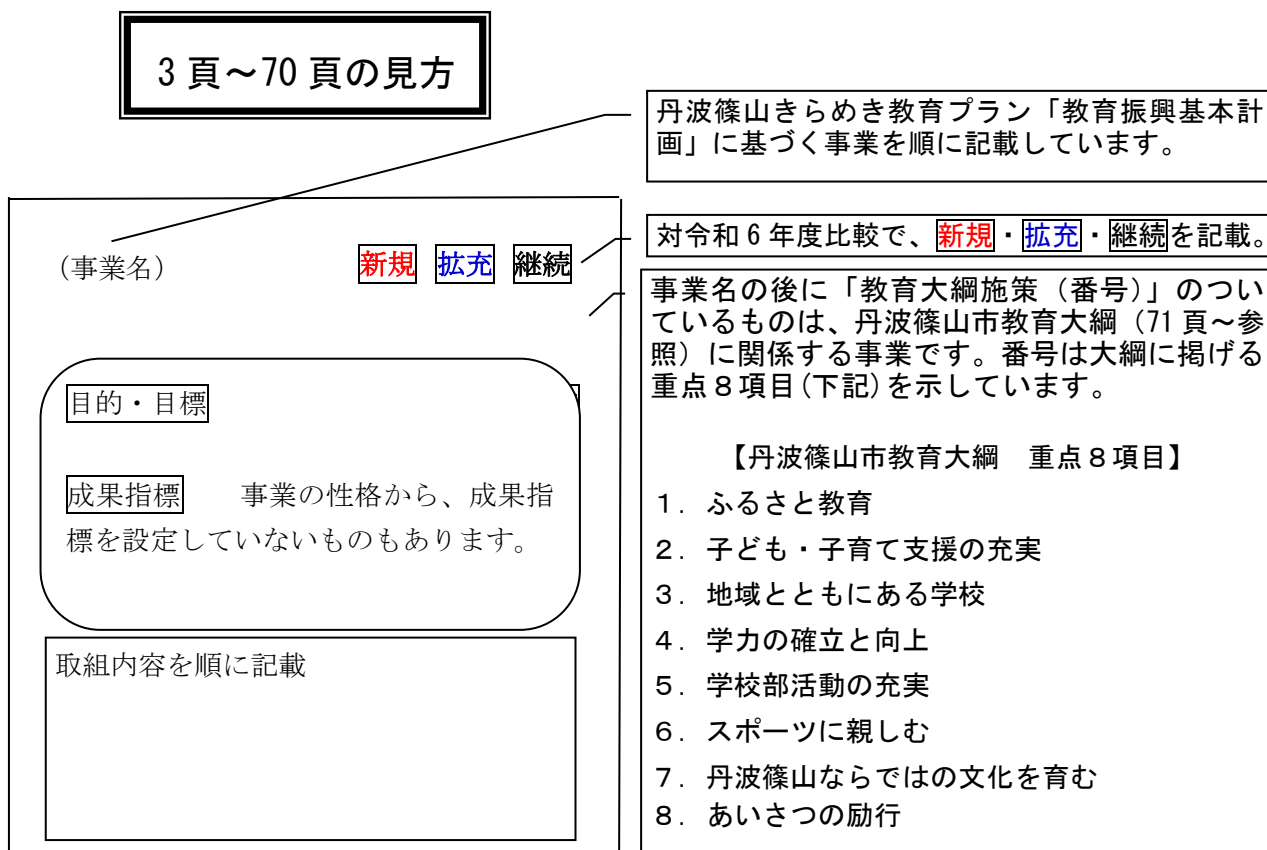 3頁～70頁の見方
丹波篠山きらめき教育プラン「教育振興基本計
画」に基づく事業を順に記載しています。
(事業名) 新規 拡充 継続
対令和6年度比較で、新規・拡充・継続を記載。
事業名の後に「教育大綱施策（番号）」のつい
ているものは、丹波篠山市教育大綱（71頁～参
照）に関係する事業です。番号は大綱に掲げる
重点８項目(下記)を示しています。
【丹波篠山市教育大綱　重点８項目】
１．ふるさと教育
２．子ども・子育て支援の充実
３．地域とともにある学校
４．学力の確立と向上
５．学校部活動の充実
６．スポーツに親しむ
７．丹波篠山ならではの文化を育む
８．あいさつの励行
目的・目標
成果指標　　事業の性格から、成果指
標を設定していないものもあります。
取組内容を順に記載